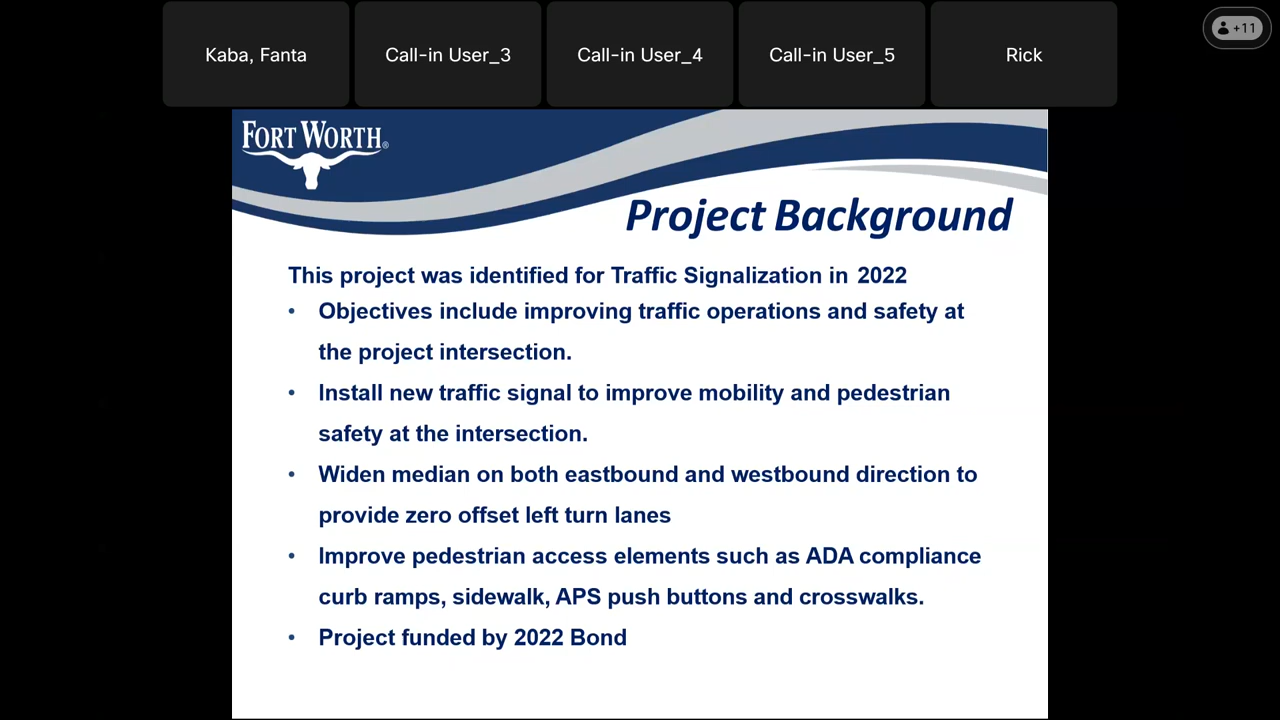 Kaba, Fanta
Call-in User_3
Call-in User_4
Call-in User_5
Rick
+11
FORT WORTH®
Project Background
This project was identified for Traffic Signalization in 2022
• Objectives include improving traffic operations and safety at
the project intersection.
• Install new traffic signal to improve mobility and pedestrian
safety at the intersection.
• Widen median on both eastbound and westbound direction to
provide zero offset left turn lanes
• Improve pedestrian access elements such as ADA compliance
curb ramps, sidewalk, APS push buttons and crosswalks.
• Project funded by 2022 Bond